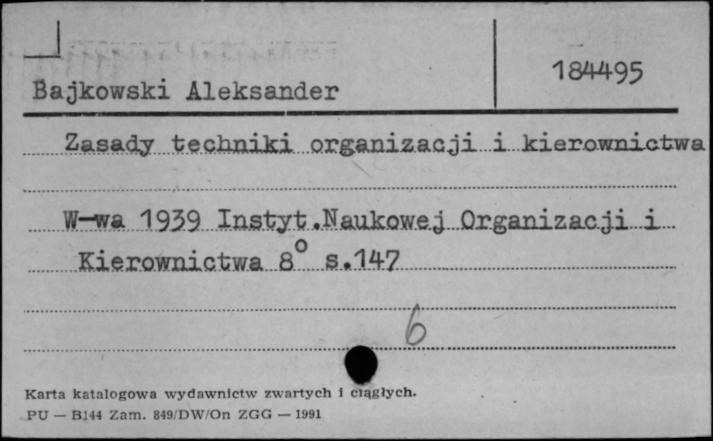 184495
Bajkowski Aleksander
Zasady techniki organizacji i kierownictwa
W-wa 1939 Instyt.Naukowej Organizacji i
Kierownictwa 8° s.147
6
Karta katalogowa wydawnictw zwartych i ciągłych.
PU — B144 Zam. 849/DW/On ZGG — 1991